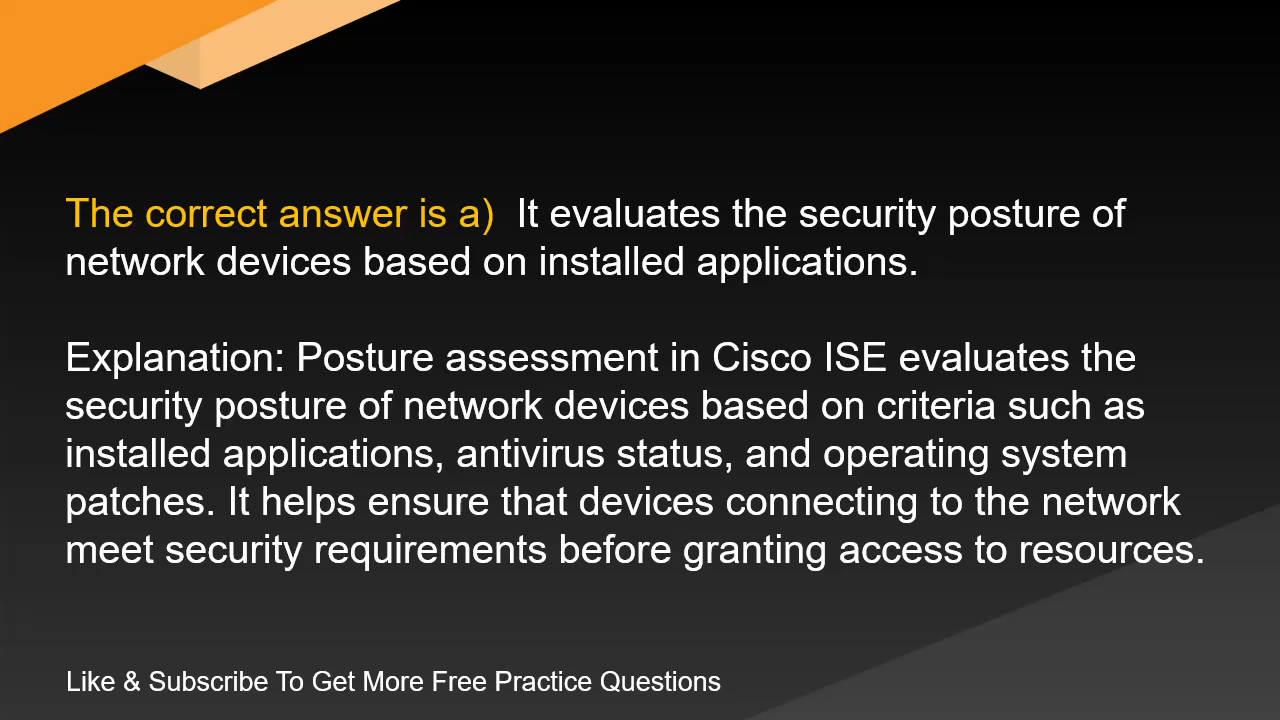 The correct answer is a)  It evaluates the security posture of
network devices based on installed applications.
Explanation: Posture assessment in Cisco ISE evaluates the
security posture of network devices based on criteria such as
installed applications, antivirus status, and operating system
patches. It helps ensure that devices connecting to the network
meet security requirements before granting access to resources.
Like & Subscribe To Get More Free Practice Questions